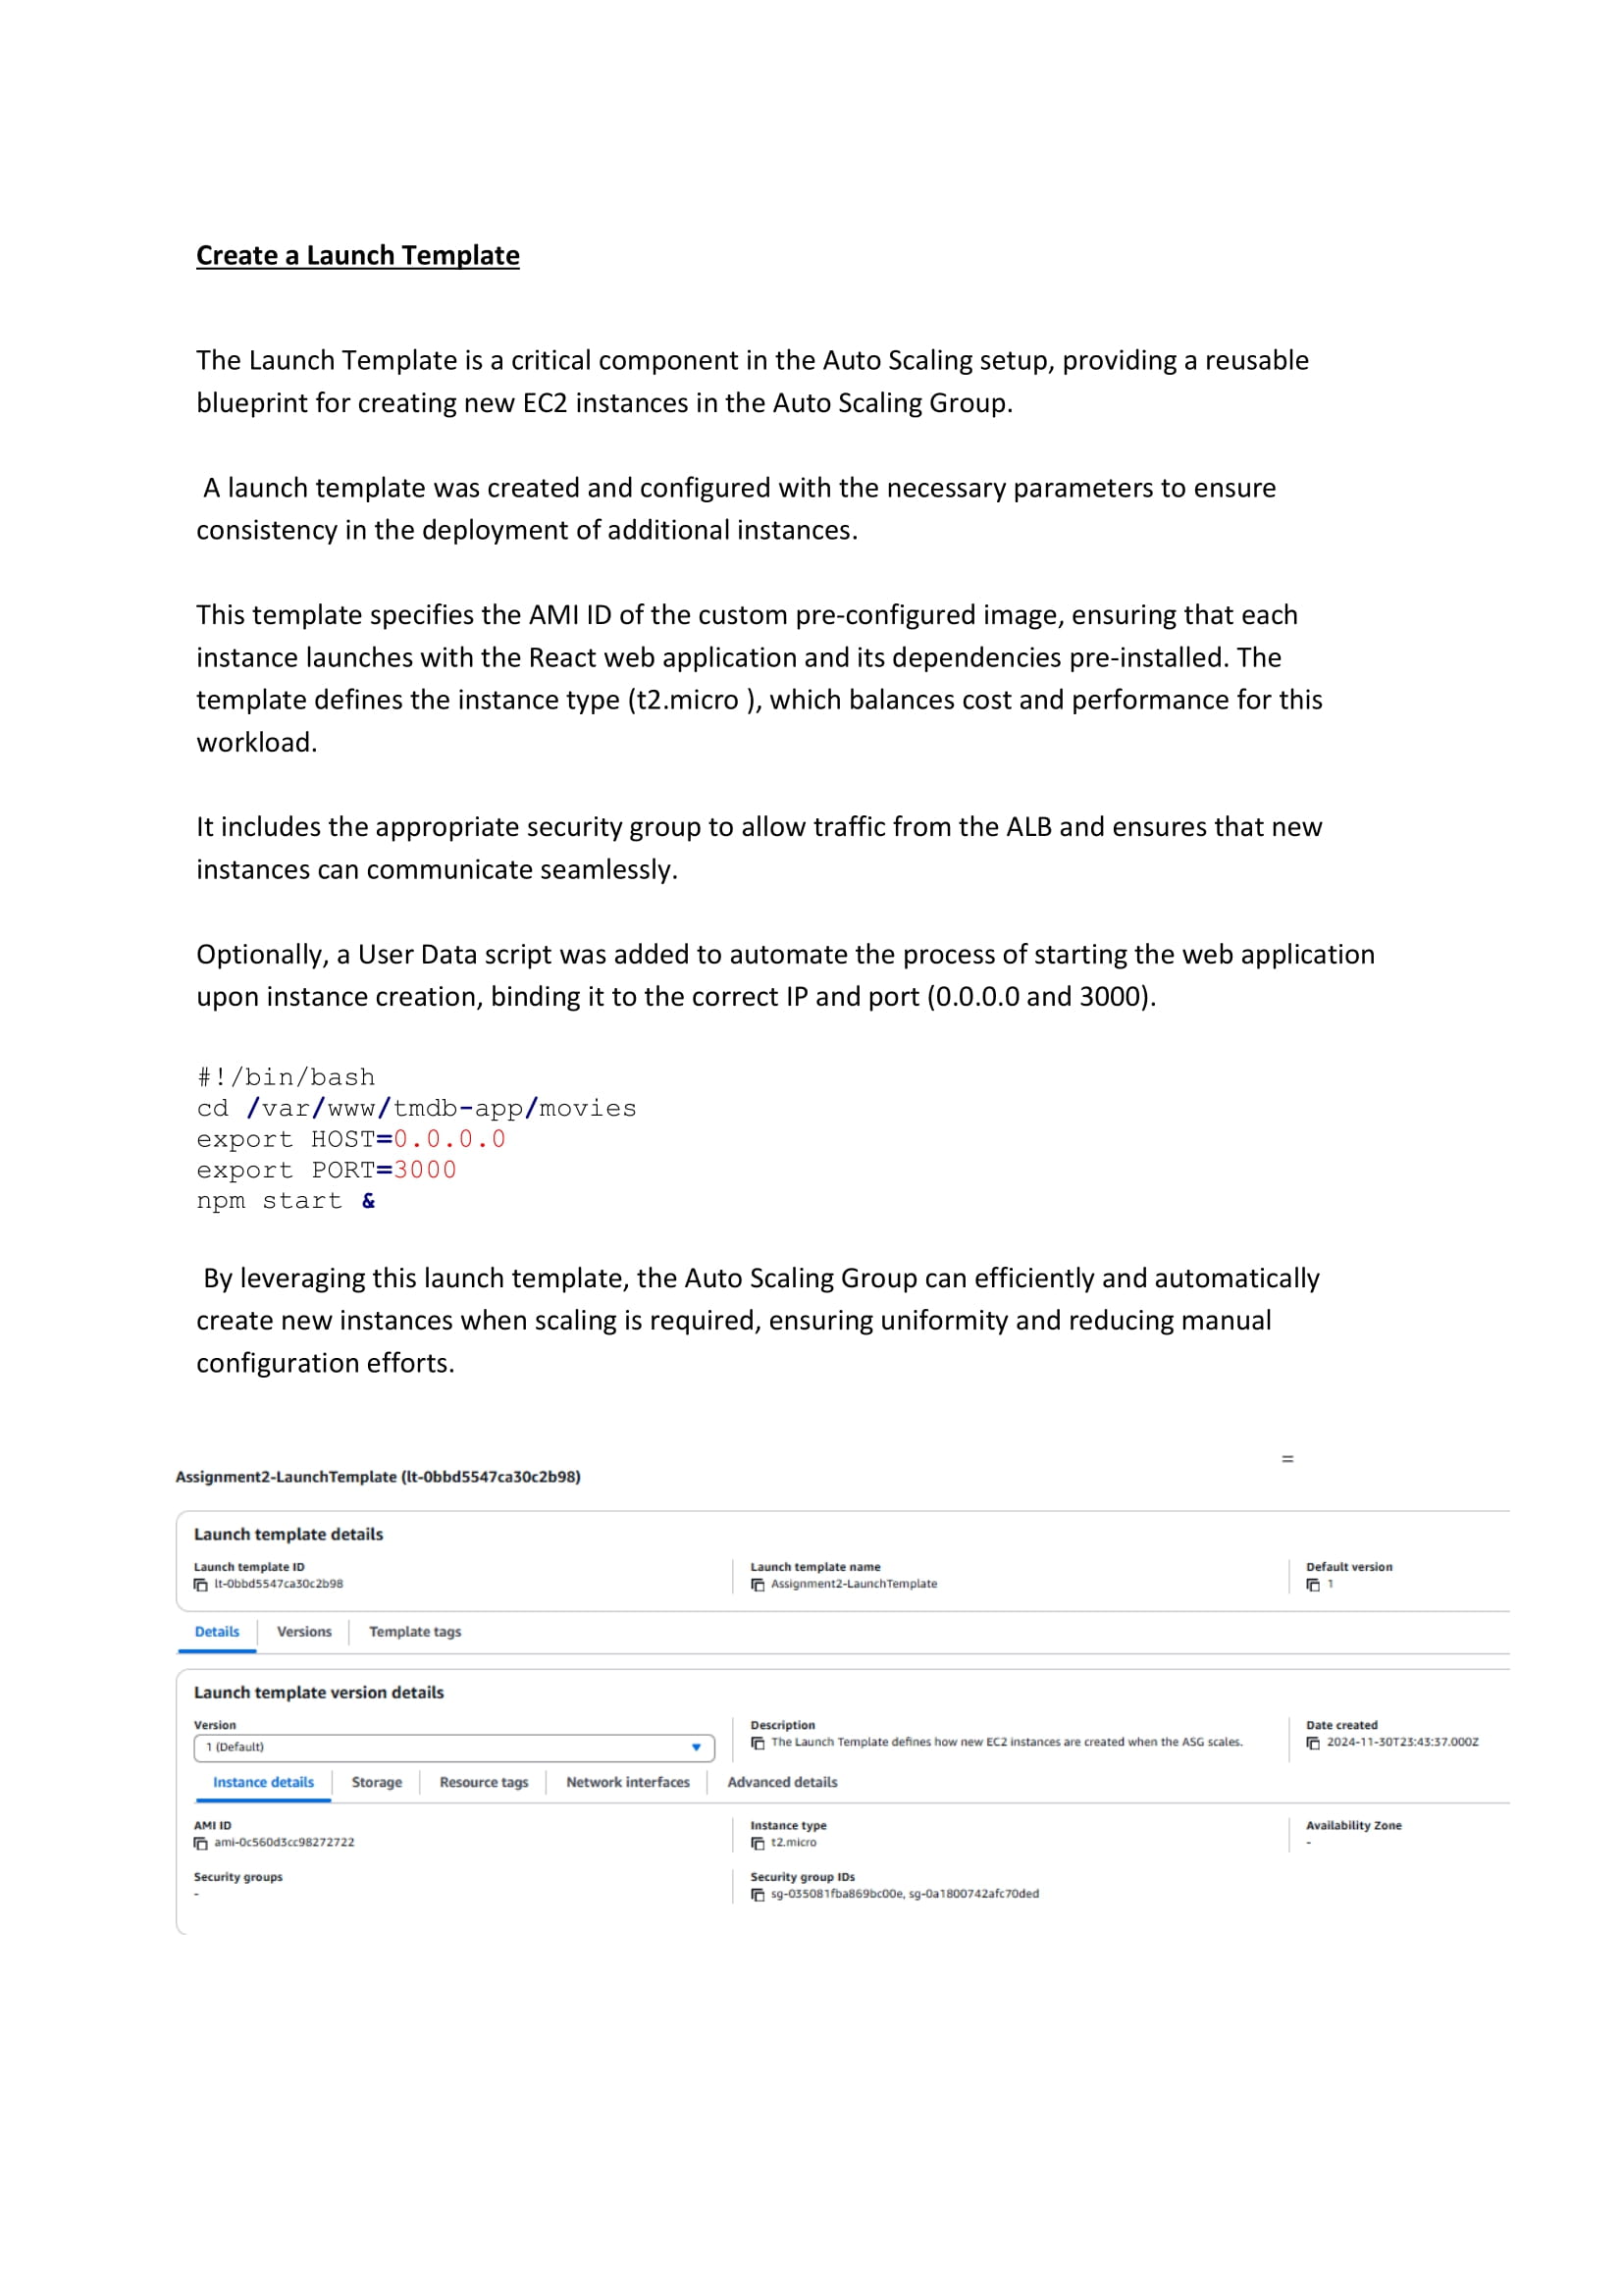 Create a Launch Template
The Launch Template is a critical component in the Auto Scaling setup, providing a reusable
blueprint for creating new EC2 instances in the Auto Scaling Group.
A launch template was created and configured with the necessary parameters to ensure
consistency in the deployment of additional instances.
This template specifies the AMI ID of the custom pre-configured image, ensuring that each
instance launches with the React web application and its dependencies pre-installed. The
template defines the instance type (t2.micro ), which balances cost and performance for this
workload.
It includes the appropriate security group to allow traffic from the ALB and ensures that new
instances can communicate seamlessly.
Optionally, a User Data script was added to automate the process of starting the web application
upon instance creation, binding it to the correct IP and port (0.0.0.0 and 3000).
#!/bin/bash
cd /var/www/tmdb-app/movies
export HOST=0.0.0.0
export PORT=3000
npm start &
By leveraging this launch template, the Auto Scaling Group can efficiently and automatically
create new instances when scaling is required, ensuring uniformity and reducing manual
configuration efforts.
=
Assignment2-LaunchTemplate (lt-0bbd5547ca30c2b98)
Launch template details
Launch template ID Launch template name Default version
lt-0bbd5547ca30c2b98 Assignment2-LaunchTemplate 1
Details Versions Template tags
Launch template version details
Version Description Date created
1 (Default) The Launch Template defines how new EC2 instances are created when the ASG scales. 2024-11-30T23:43:37.000Z
Instance details Storage Resource tags Network interfaces Advanced details
AMI ID Instance type Availability Zone
ami-0c560d3cc98272722 t2.micro -
Security groups Security group IDs
- sg-035081fba869bc00e, sg-0a1800742afc70ded